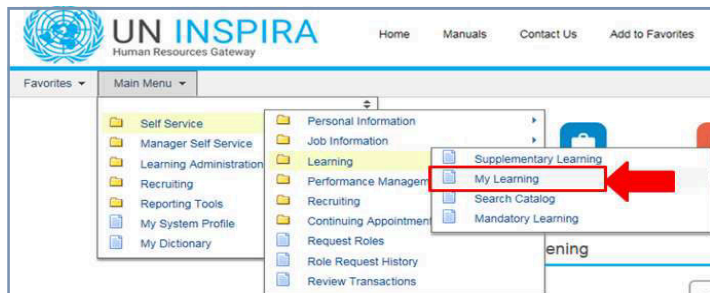 UN INSPIRA
Human Resources Gateway
Home Manuals Contact Us Add to Favorites
Favorites Main Menu
Self Service
Manager Self Service
Learning Administration
Recruiting
Reporting Tools
My System Profile
My Dictionary
Personal Information
Job Information
Learning
Performance Managem
Recruiting
Continuing Appointmen
Request Roles
Role Request History
Review Transactions
Supplementary Learning
My Learning
Search Catalog
Mandatory Learning
ening